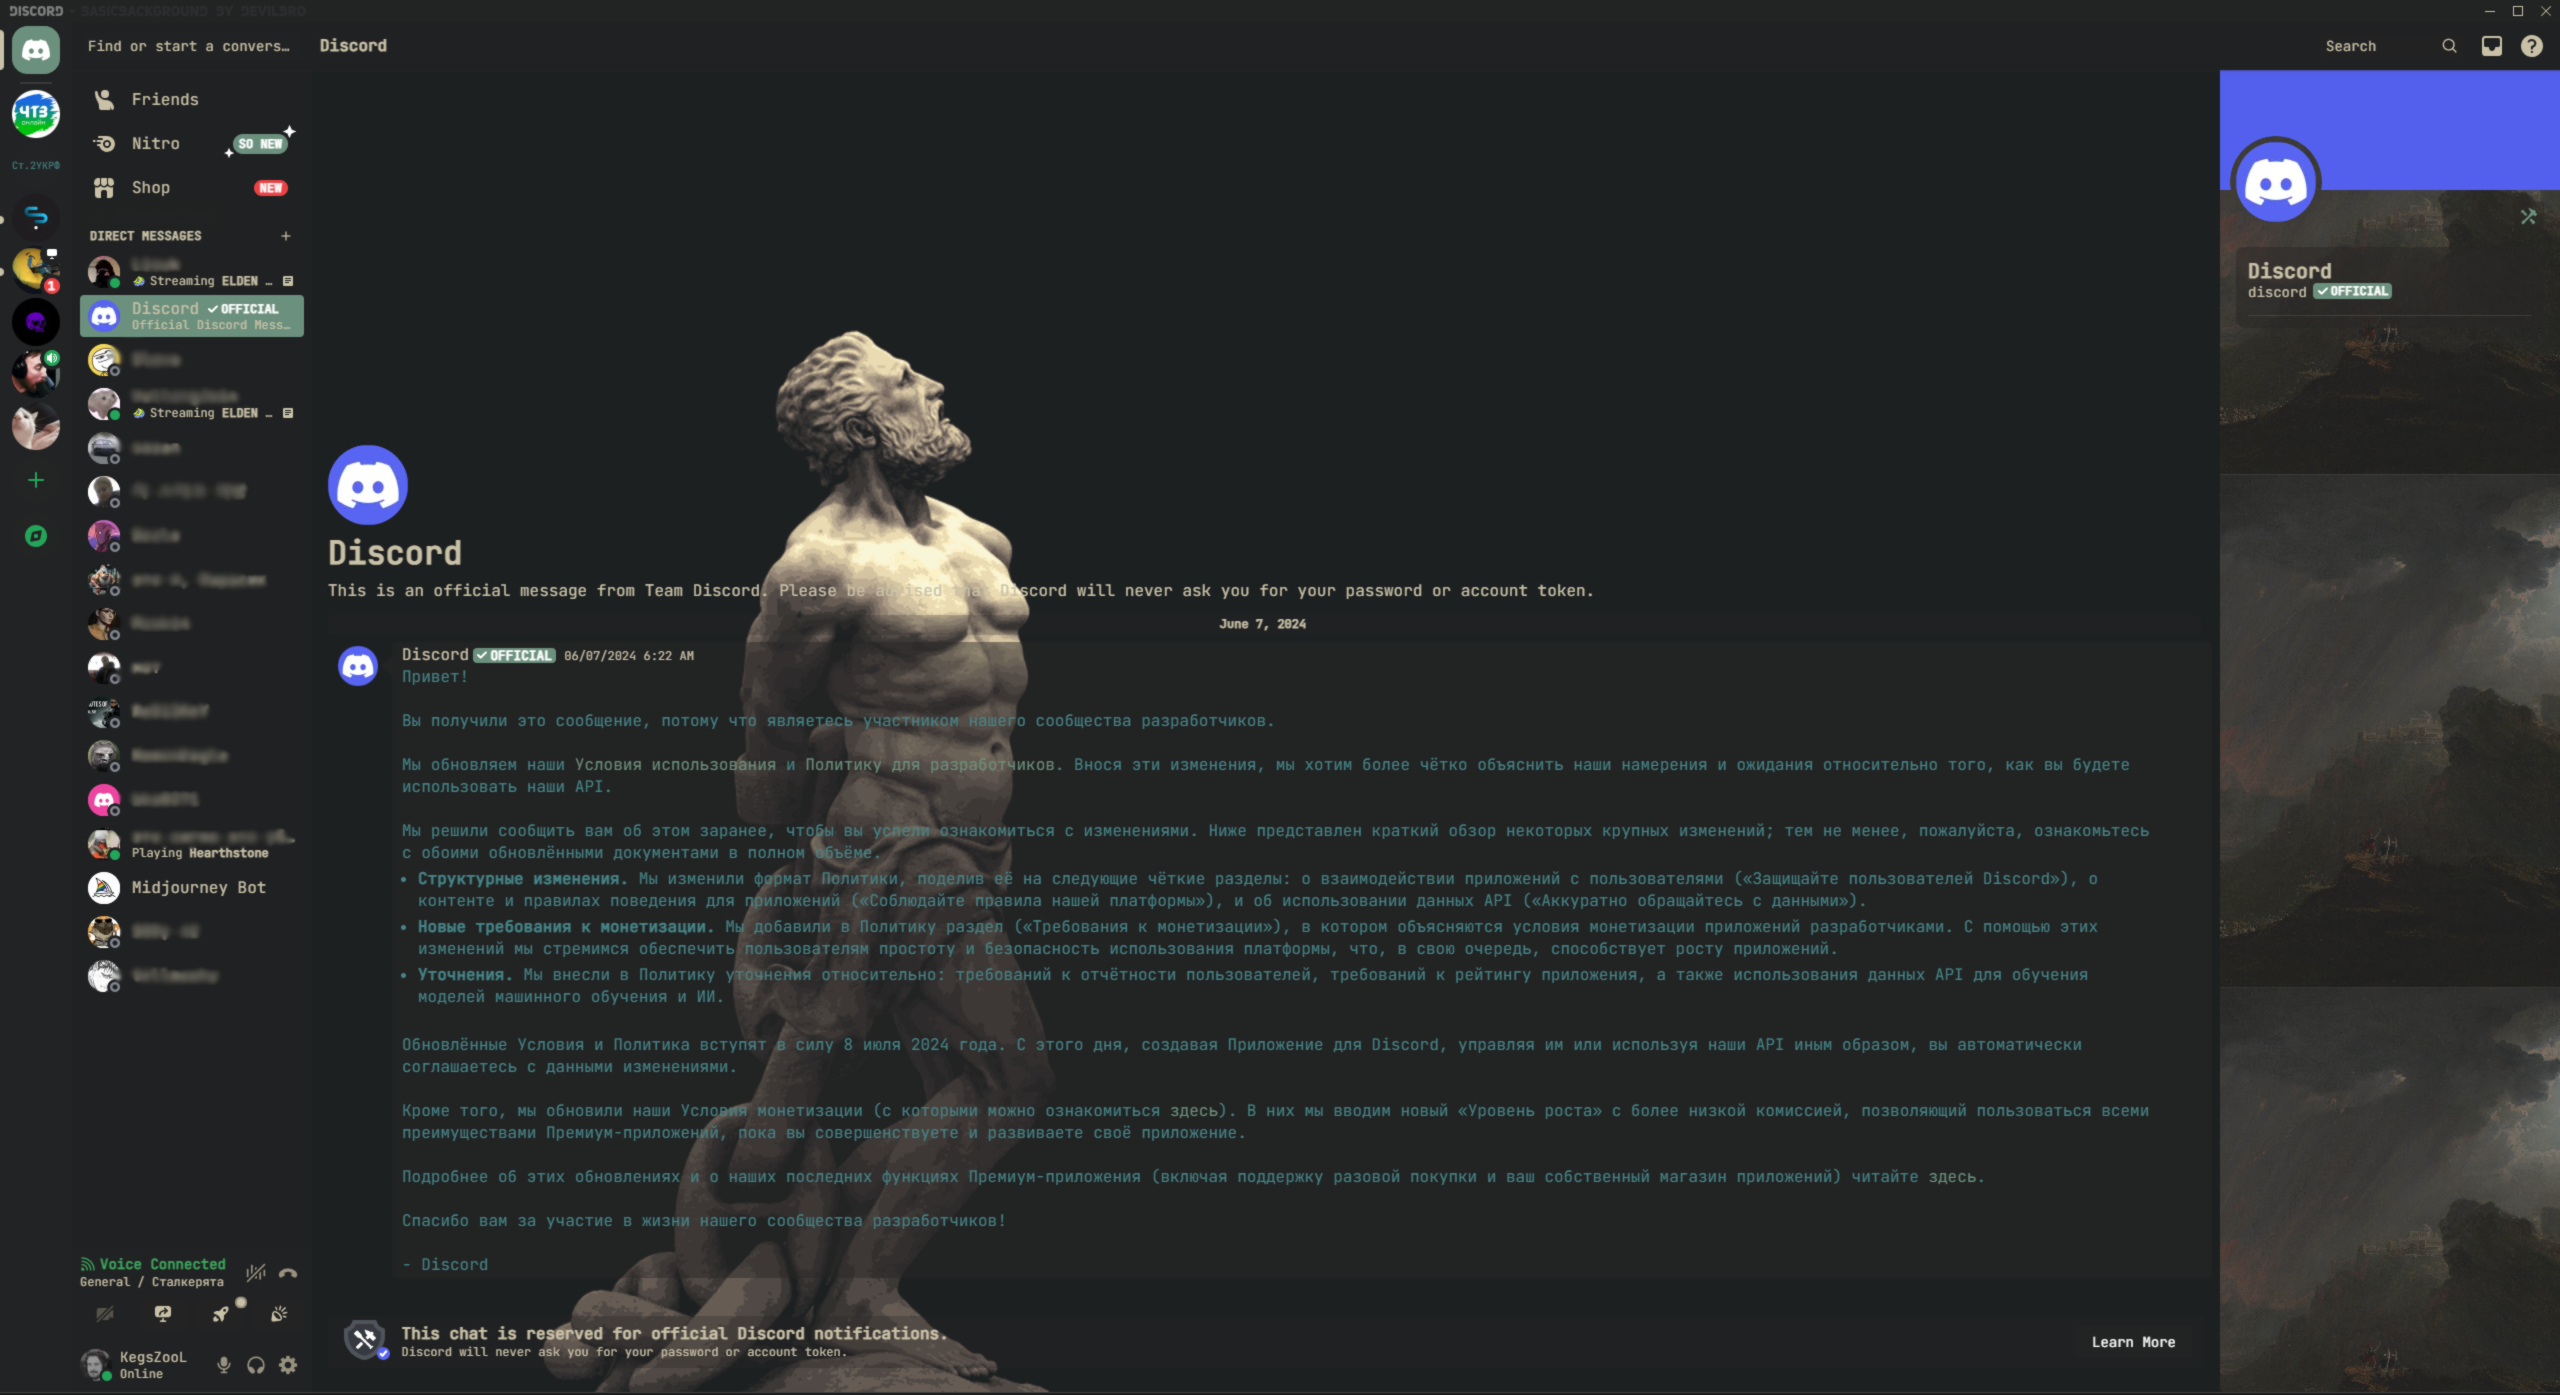 DISCORD - BASICBACKGROUND BY DEVILBRO
Find or start a convers…
Discord
Search
ЧТЗ
онлайн
Ст.2УКРФ
Friends
Nitro
SO NEW
Shop
NEW
DIRECT MESSAGES
Streaming ELDEN …
1
Discord OFFICIAL
Official Discord Mess…
Streaming ELDEN …
Playing Hearthstone
Midjourney Bot
Voice Connected
General / Сталкерята
KegsZooL
Online
Discord
This is an official message from Team Discord. Please be advised that Discord will never ask you for your password or account token.
June 7, 2024
Discord OFFICIAL 06/07/2024 6:22 AM
Привет!
Вы получили это сообщение, потому что являетесь участником нашего сообщества разработчиков.
Мы обновляем наши Условия использования и Политику для разработчиков. Внося эти изменения, мы хотим более чётко объяснить наши намерения и ожидания относительно того, как вы будете
использовать наши API.
Мы решили сообщить вам об этом заранее, чтобы вы успели ознакомиться с изменениями. Ниже представлен краткий обзор некоторых крупных изменений; тем не менее, пожалуйста, ознакомьтесь
с обоими обновлёнными документами в полном объёме.
• Структурные изменения. Мы изменили формат Политики, поделив её на следующие чёткие разделы: о взаимодействии приложений с пользователями («Защищайте пользователей Discord»), о
контенте и правилах поведения для приложений («Соблюдайте правила нашей платформы»), и об использовании данных API («Аккуратно обращайтесь с данными»).
• Новые требования к монетизации. Мы добавили в Политику раздел («Требования к монетизации»), в котором объясняются условия монетизации приложений разработчиками. С помощью этих
изменений мы стремимся обеспечить пользователям простоту и безопасность использования платформы, что, в свою очередь, способствует росту приложений.
• Уточнения. Мы внесли в Политику уточнения относительно: требований к отчётности пользователей, требований к рейтингу приложения, а также использования данных API для обучения
моделей машинного обучения и ИИ.
Обновлённые Условия и Политика вступят в силу 8 июля 2024 года. С этого дня, создавая Приложение для Discord, управляя им или используя наши API иным образом, вы автоматически
соглашаетесь с данными изменениями.
Кроме того, мы обновили наши Условия монетизации (с которыми можно ознакомиться здесь). В них мы вводим новый «Уровень роста» с более низкой комиссией, позволяющий пользоваться всеми
преимуществами Премиум-приложений, пока вы совершенствуете и развиваете своё приложение.
Подробнее об этих обновлениях и о наших последних функциях Премиум-приложения (включая поддержку разовой покупки и ваш собственный магазин приложений) читайте здесь.
Спасибо вам за участие в жизни нашего сообщества разработчиков!
- Discord
This chat is reserved for official Discord notifications.
Discord will never ask you for your password or account token.
Learn More
Discord
discord OFFICIAL